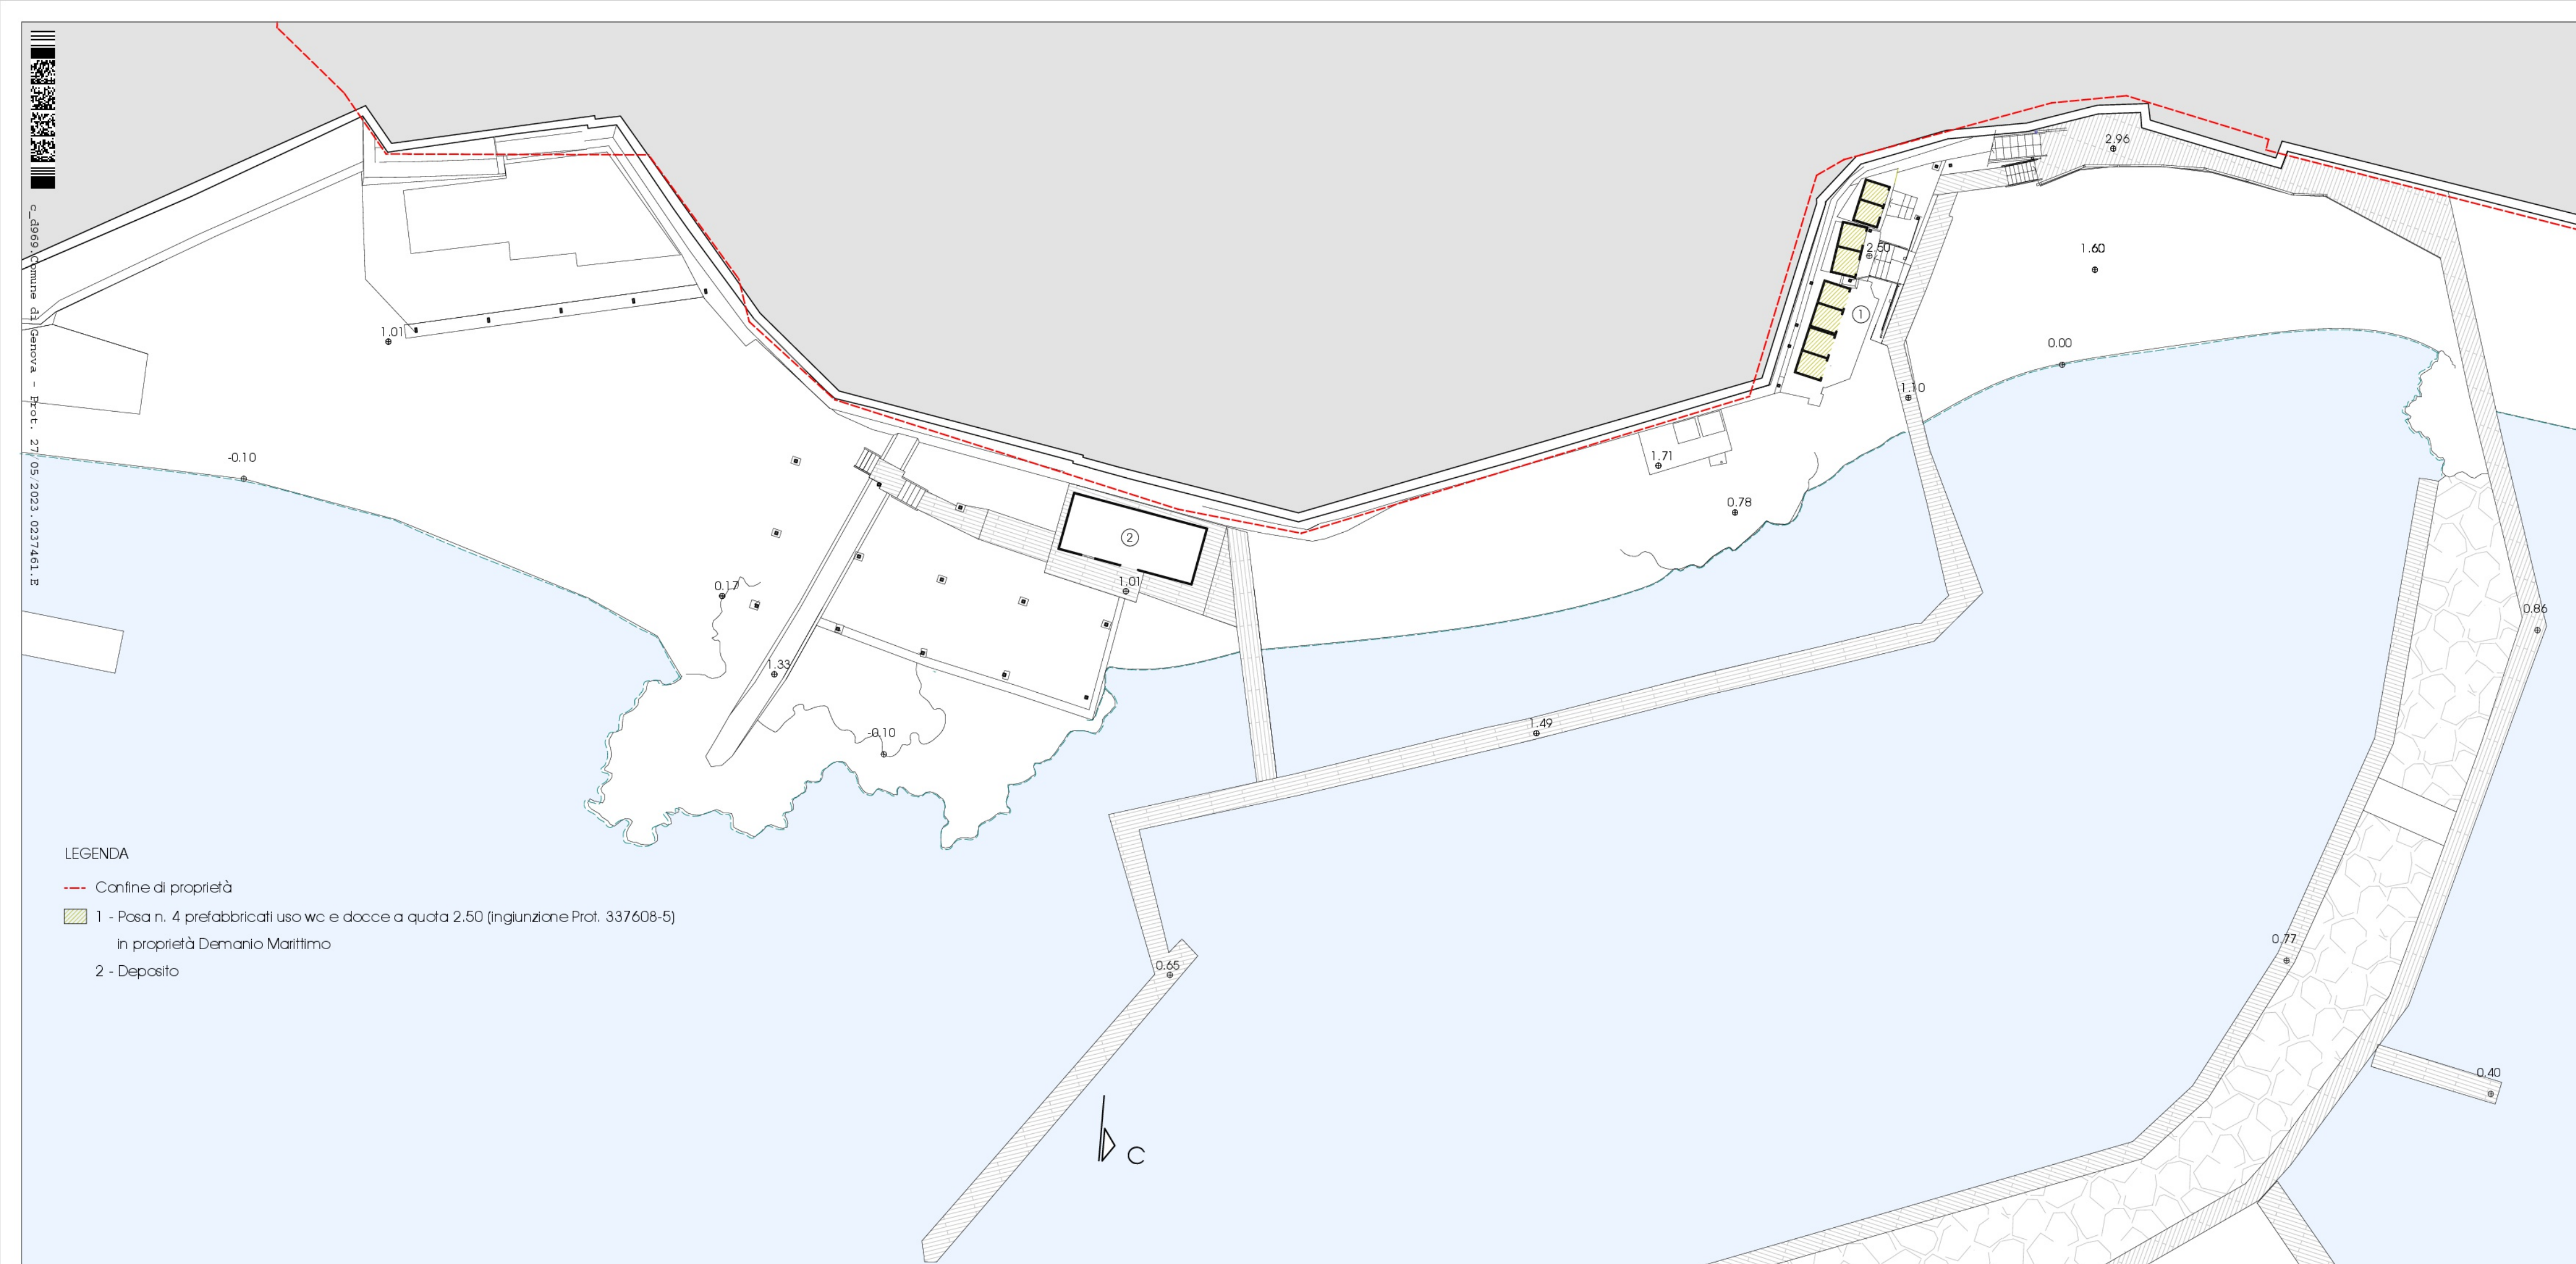 c_d969.Comune di Genova - Prot. 27/05/2023.0237461.E
2.96
2.50
1.60
1
1.01
0.00
1.10
-0.10
1.71
0.78
2
0.17
1.01
0.86
1.33
1.49
-0.10
LEGENDA
Confine di proprietà
1 - Posa n. 4 prefabbricati uso wc e docce a quota 2.50 (ingiunzione Prot. 337608-5)
in proprietà Demanio Marittimo
2 - Deposito
0.77
0.65
0.40
C